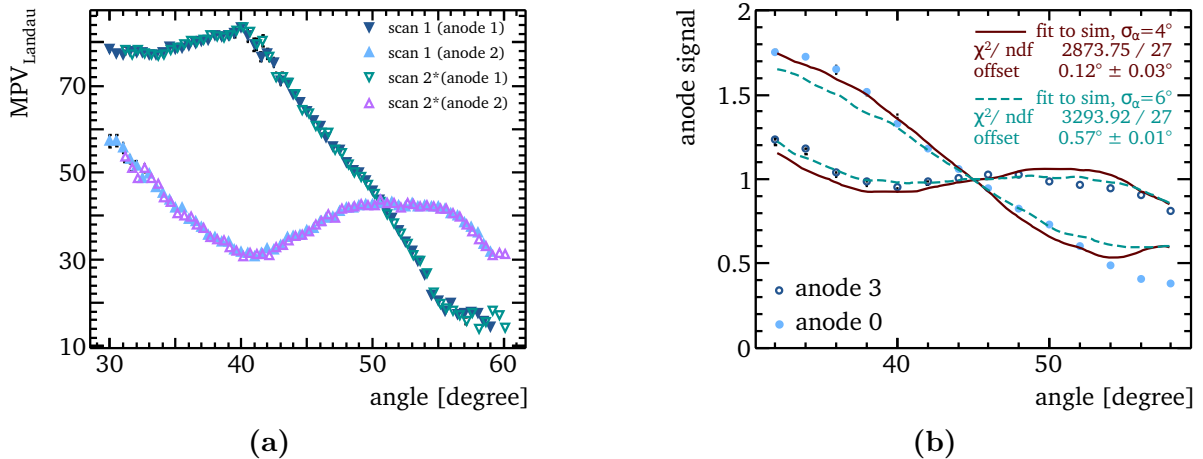 MPV_Landau
70
50
30
10
30 40 50 60
angle [degree]
scan 1 (anode 1)
scan 1 (anode 2)
scan 2*(anode 1)
scan 2*(anode 2)
(a)
anode signal
2
1.5
1
0.5
0
40 50
angle [degree]
fit to sim, σα=4°
χ²/ ndf 2873.75 / 27
offset 0.12° ± 0.03°
fit to sim, σα=6°
χ²/ ndf 3293.92 / 27
offset 0.57° ± 0.01°
anode 3
anode 0
(b)